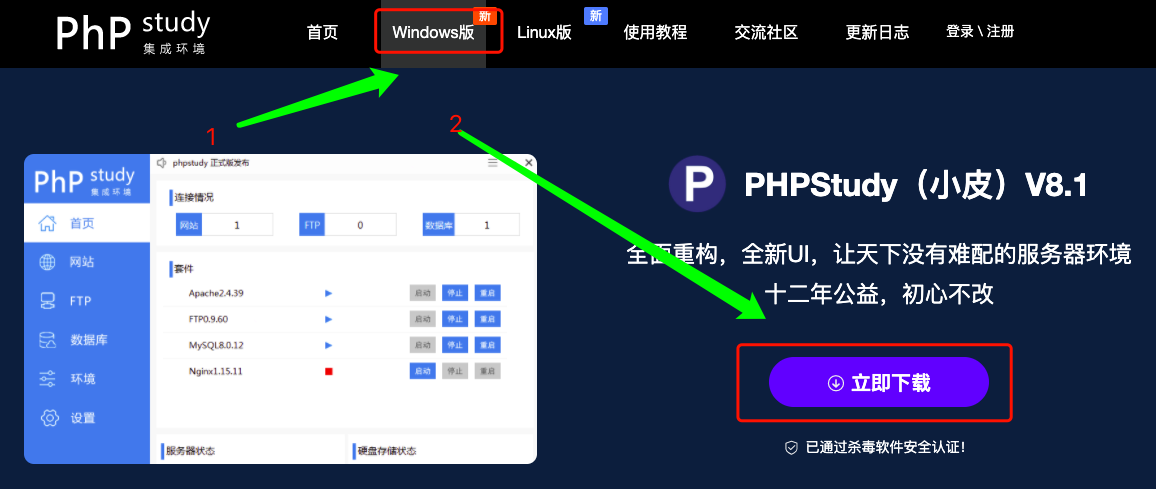 PhP study
集成环境
首页
Windows版
新
Linux版
新
使用教程
交流社区
更新日志
登录 \ 注册
1
2
PhP study
集成环境
首页
网站
FTP
数据库
环境
设置
phpstudy 正式版发布
连接情况
网站 1 FTP 0 数据库 1
套件
Apache2.4.39 启动 停止 重启
FTP0.9.60 启动 停止 重启
MySQL8.0.12 启动 停止 重启
Nginx1.15.11 启动 停止 重启
服务器状态 硬盘存储状态
P
PHPStudy（小皮）V8.1
全面重构，全新UI，让天下没有难配的服务器环境
十二年公益，初心不改
立即下载
已通过杀毒软件安全认证！